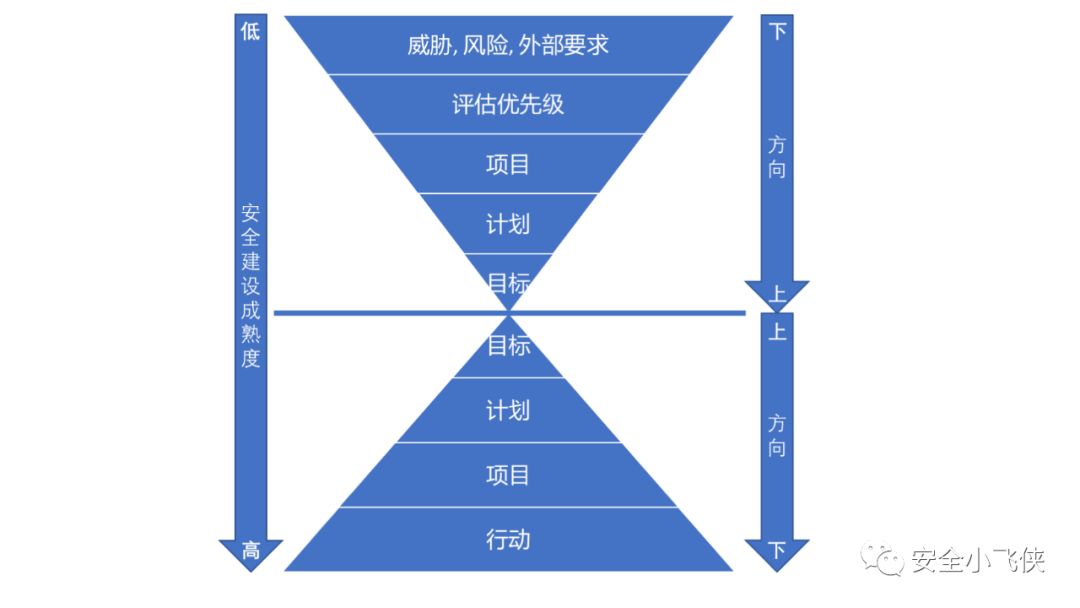 低
安全建设成熟度
高
威胁, 风险, 外部要求
评估优先级
项目
计划
目标
目标
计划
项目
行动
下
方向
上
上
方向
下
安全小飞侠